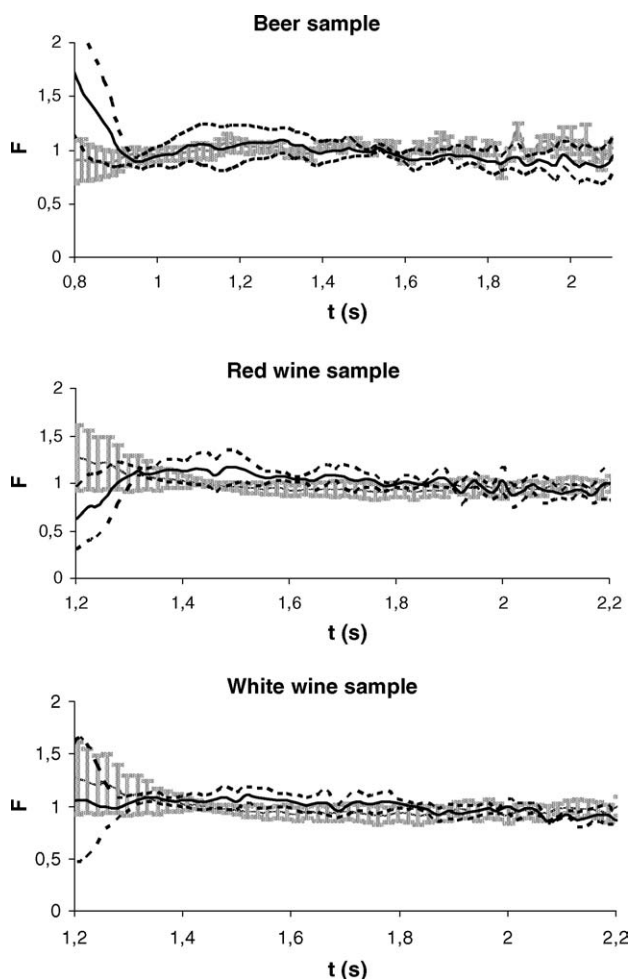 Beer sample
2
1,5
1
0,5
0
F
0,8 1 1,2 1,4 1,6 1,8 2
t (s)
Red wine sample
2
1,5
1
0,5
0
F
1,2 1,4 1,6 1,8 2 2,2
t (s)
White wine sample
2
1,5
1
0,5
0
F
1,2 1,4 1,6 1,8 2 2,2
t (s)